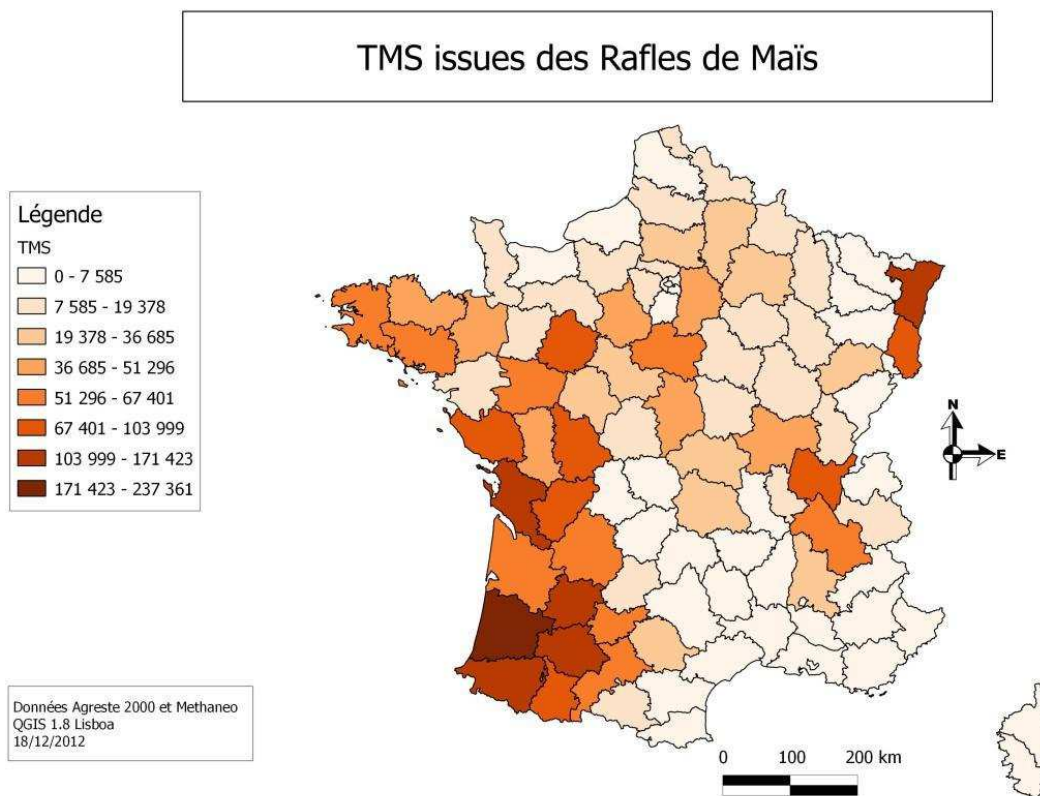 TMS issues des Rafles de Maïs
Légende
TMS
0 - 7 585
7 585 - 19 378
19 378 - 36 685
36 685 - 51 296
51 296 - 67 401
67 401 - 103 999
103 999 - 171 423
171 423 - 237 361
N
E
Données Agreste 2000 et Methaneo
QGIS 1.8 Lisboa
18/12/2012
0 100 200 km